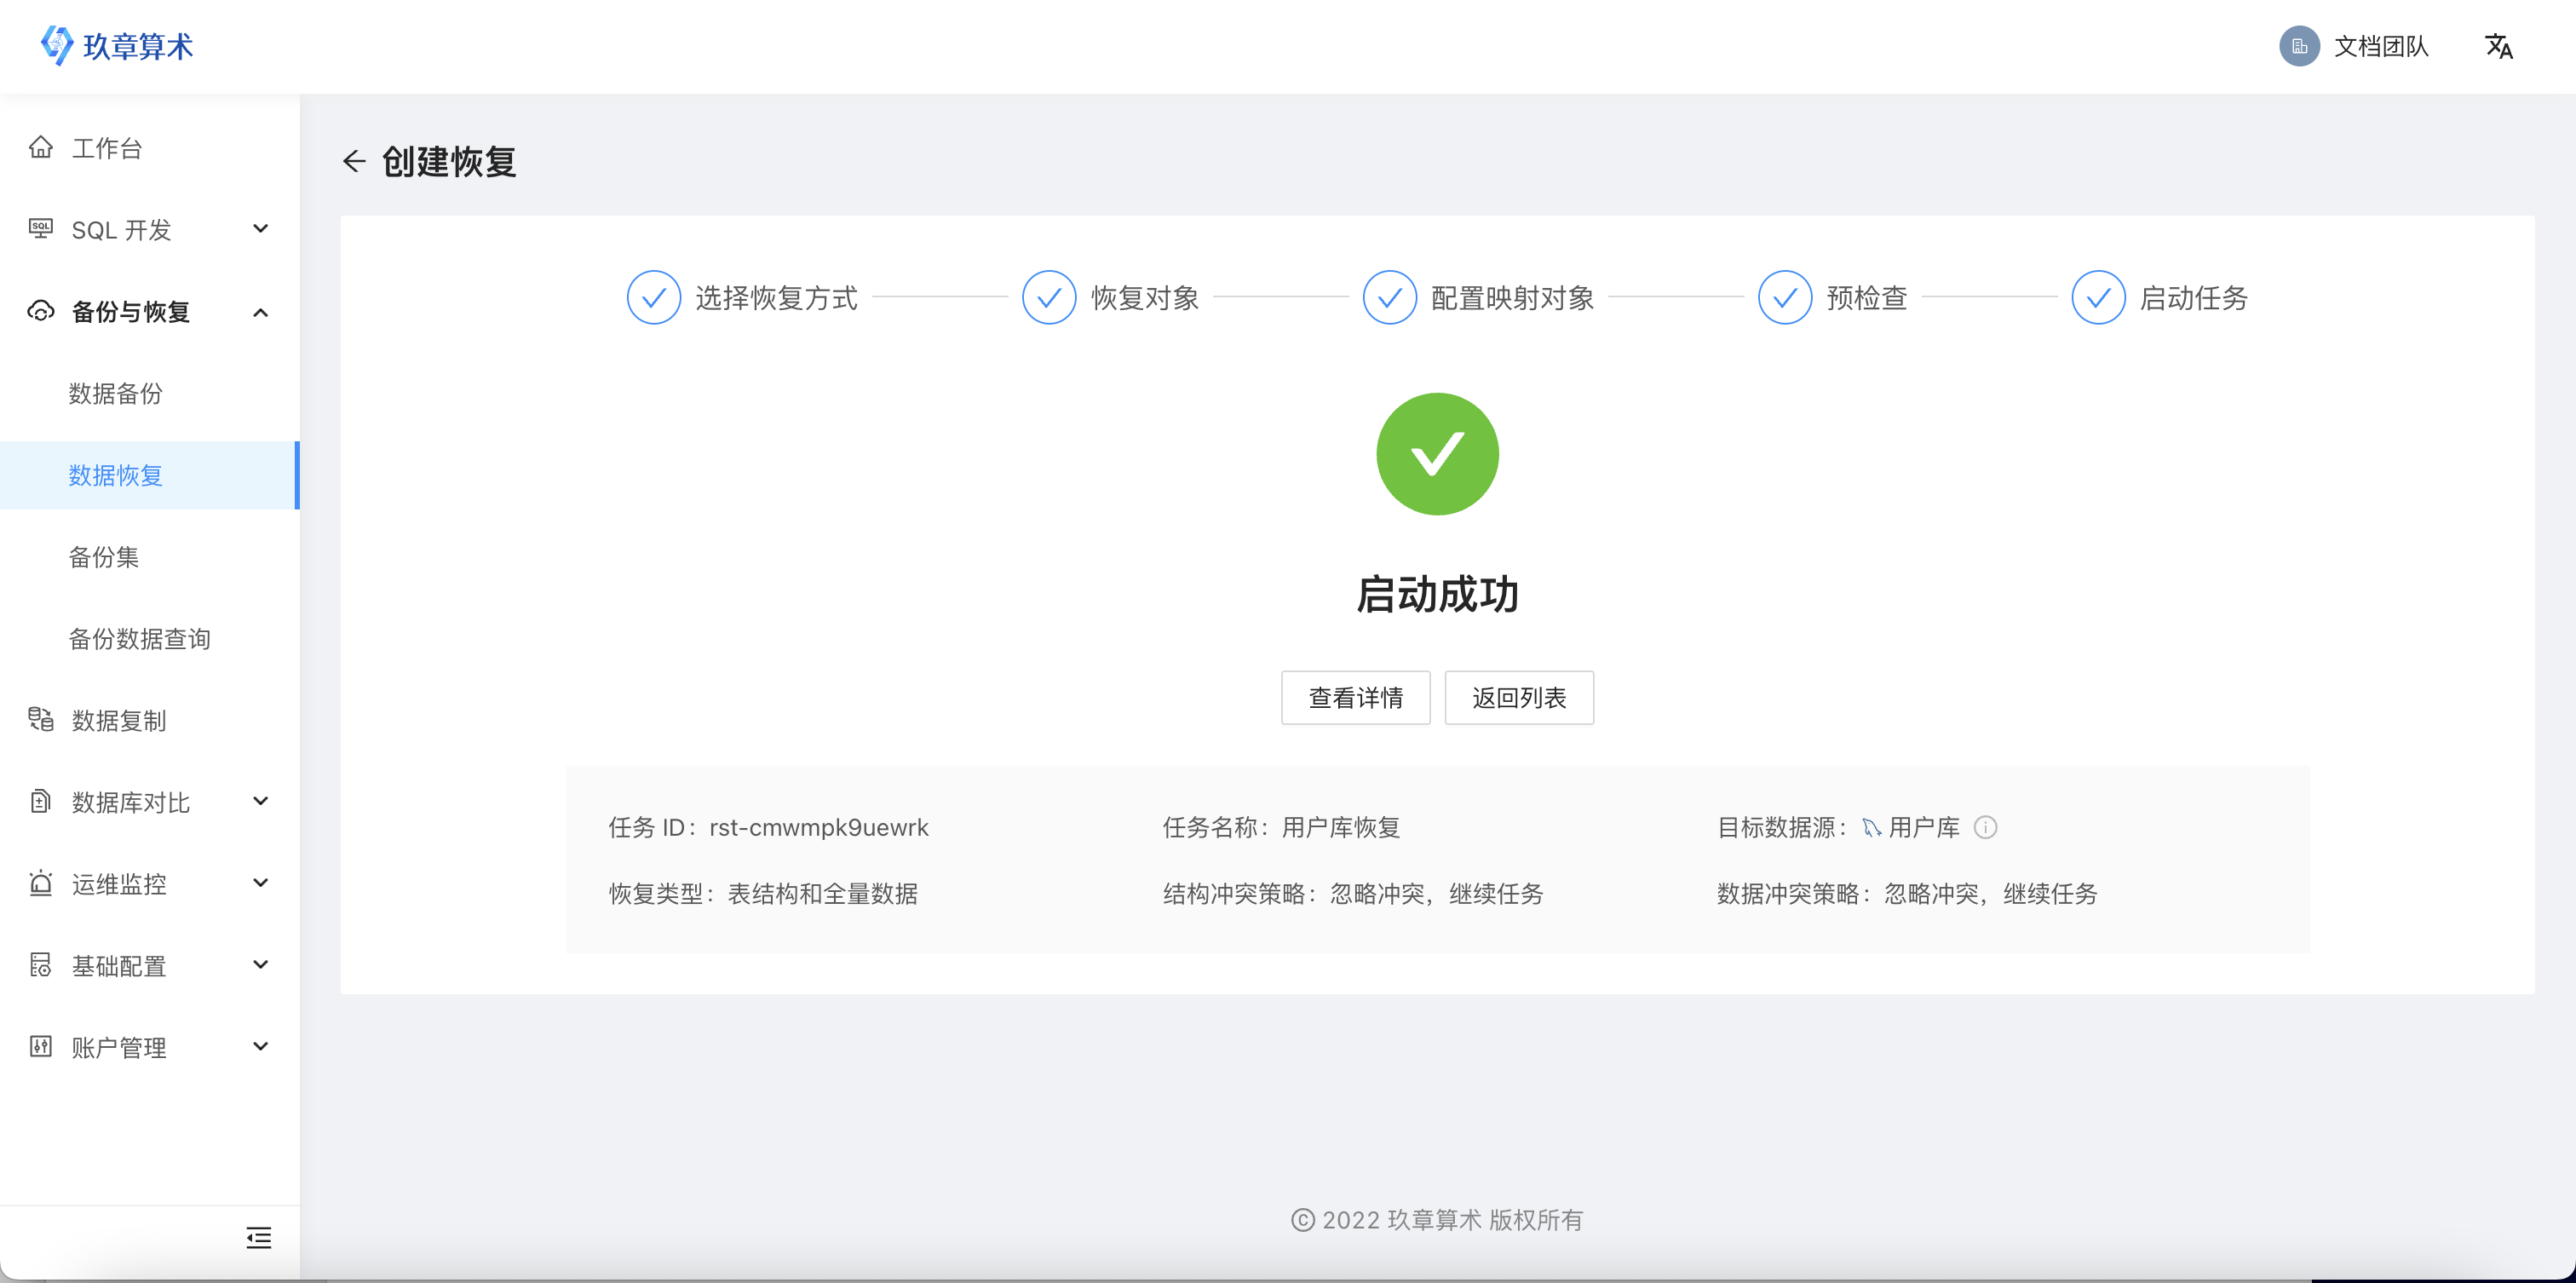 玖章算术
文档团队
工作台
SQL 开发
备份与恢复
数据备份
数据恢复
备份集
备份数据查询
数据复制
数据库对比
运维监控
基础配置
账户管理
创建恢复
选择恢复方式
恢复对象
配置映射对象
预检查
启动任务
启动成功
查看详情
返回列表
任务 ID：rst-cmwmpk9uewrk
任务名称：用户库恢复
目标数据源：用户库
恢复类型：表结构和全量数据
结构冲突策略：忽略冲突，继续任务
数据冲突策略：忽略冲突，继续任务
© 2022 玖章算术 版权所有